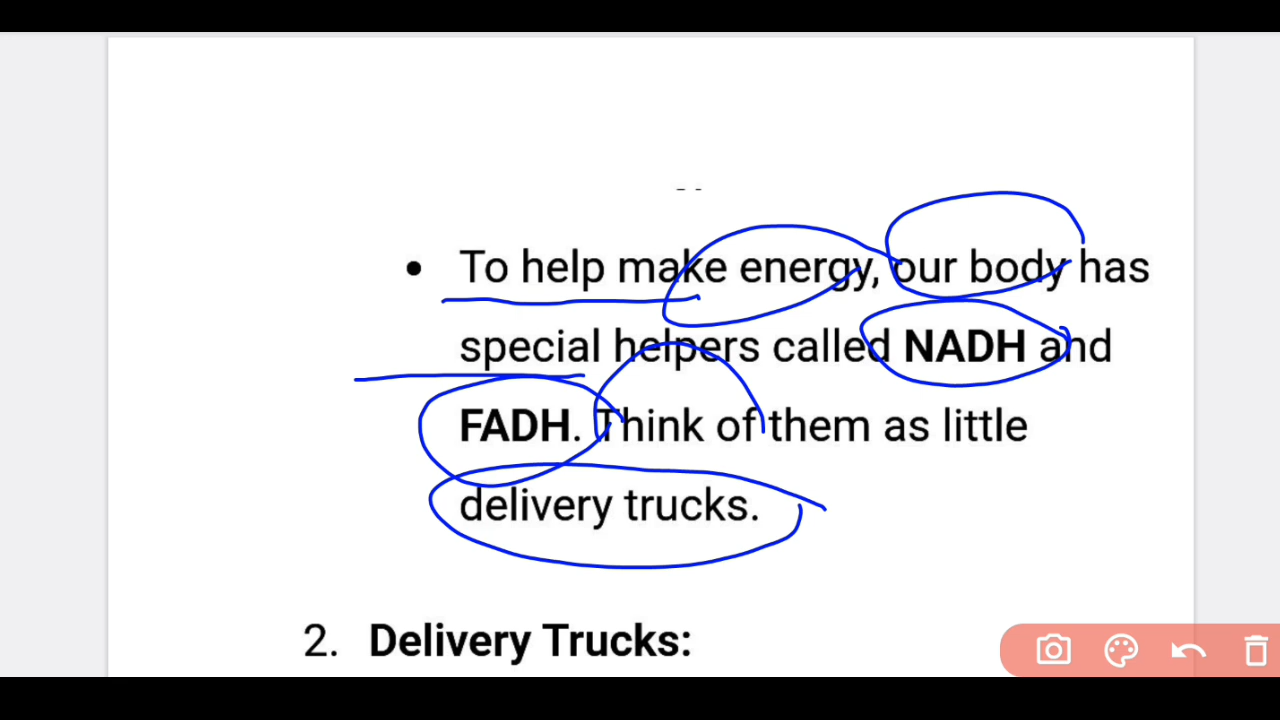 • To help make energy, our body has
special helpers called NADH and
FADH. Think of them as little
delivery trucks.
2. Delivery Trucks: